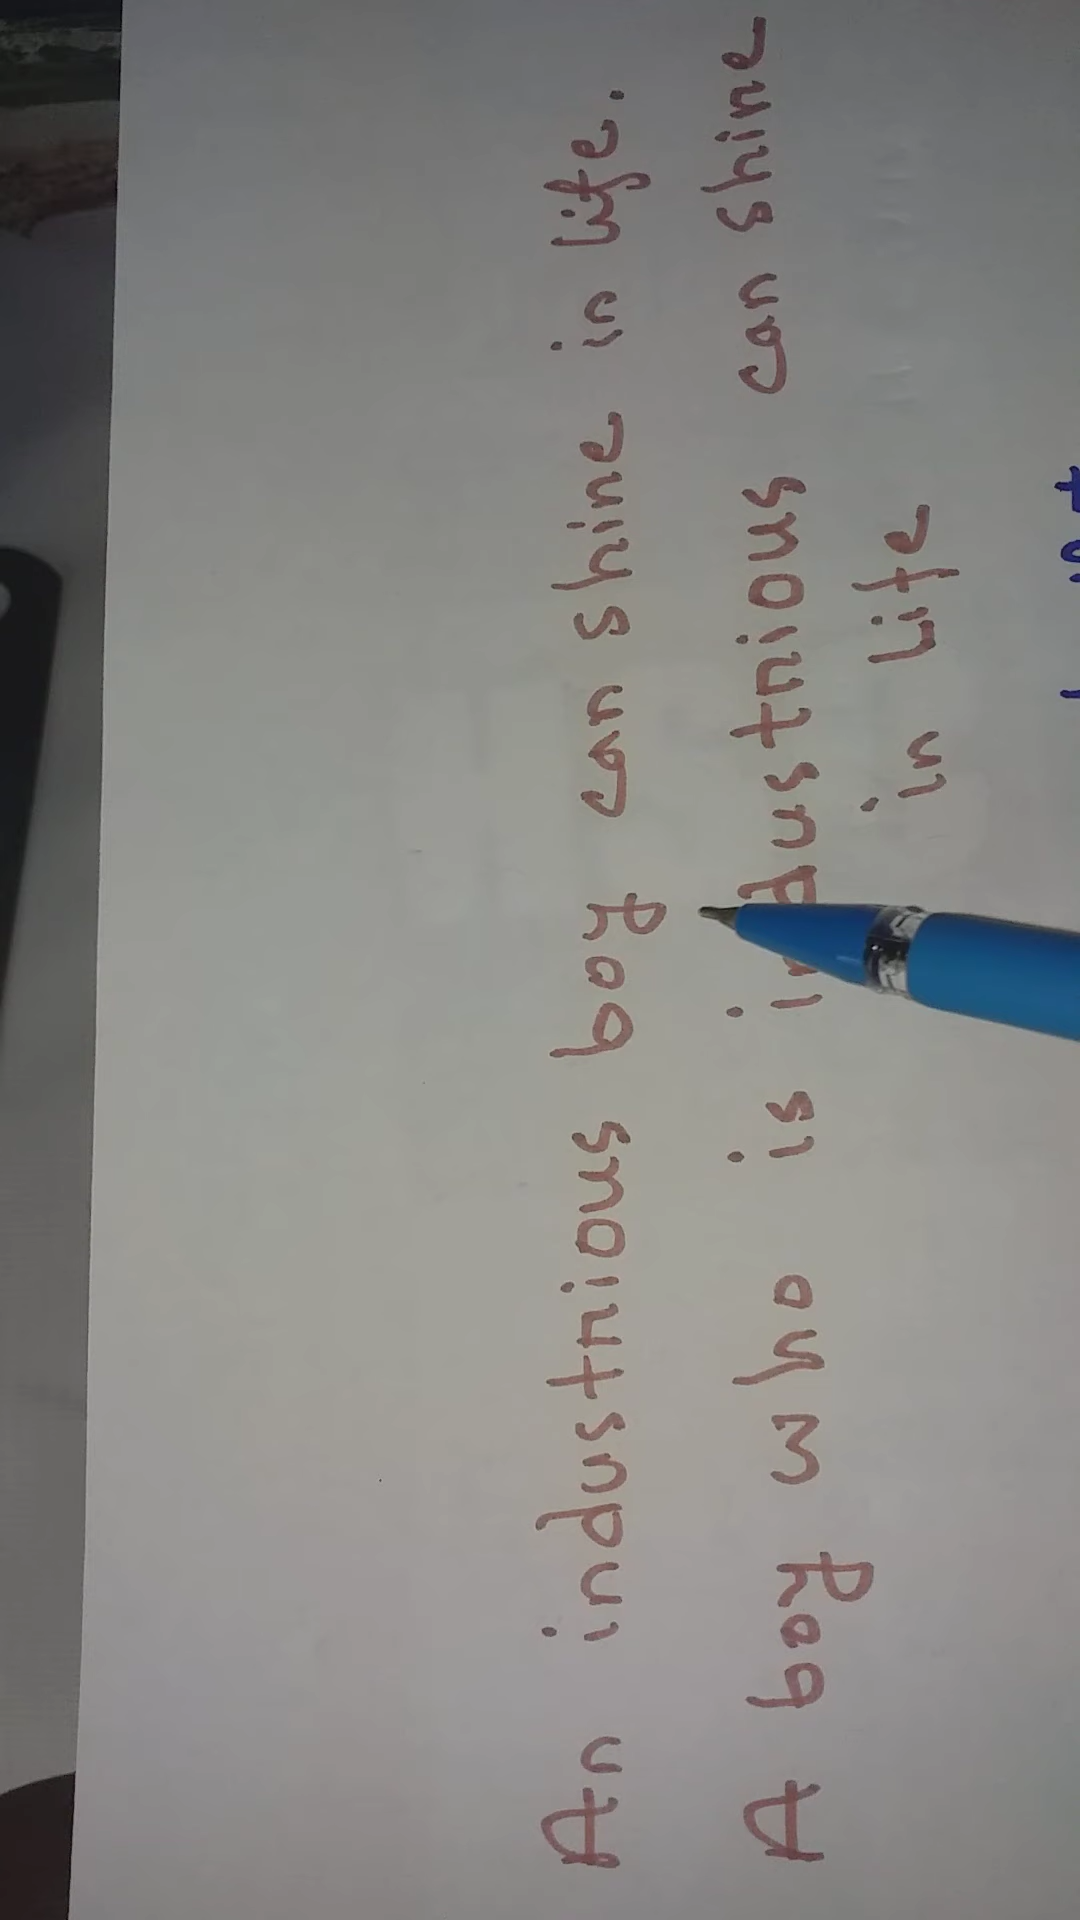 An industrious boy can shine in life.
A boy who is industrious can shine
in life